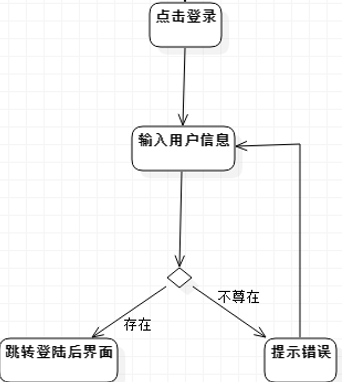 点击登录
输入用户信息
不尊在
存在
跳转登陆后界面
提示错误